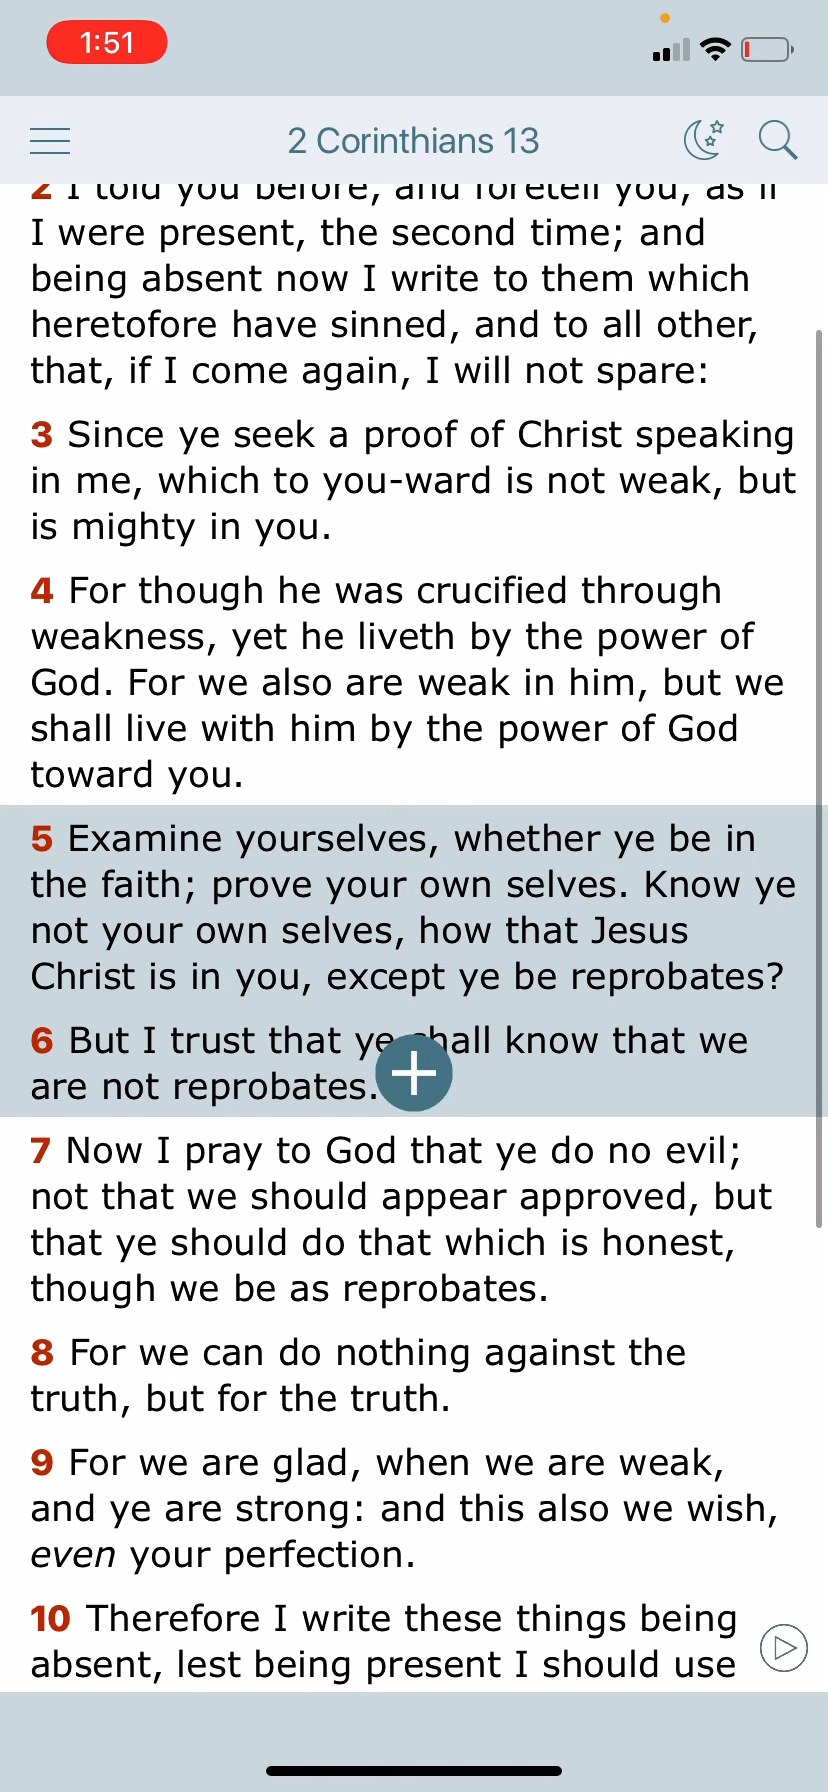 1:51
2 Corinthians 13
2 I told you before, and foretell you, as if
I were present, the second time; and
being absent now I write to them which
heretofore have sinned, and to all other,
that, if I come again, I will not spare:
3 Since ye seek a proof of Christ speaking
in me, which to you-ward is not weak, but
is mighty in you.
4 For though he was crucified through
weakness, yet he liveth by the power of
God. For we also are weak in him, but we
shall live with him by the power of God
toward you.
5 Examine yourselves, whether ye be in
the faith; prove your own selves. Know ye
not your own selves, how that Jesus
Christ is in you, except ye be reprobates?
6 But I trust that ye shall know that we
are not reprobates.
7 Now I pray to God that ye do no evil;
not that we should appear approved, but
that ye should do that which is honest,
though we be as reprobates.
8 For we can do nothing against the
truth, but for the truth.
9 For we are glad, when we are weak,
and ye are strong: and this also we wish,
even your perfection.
10 Therefore I write these things being
absent, lest being present I should use